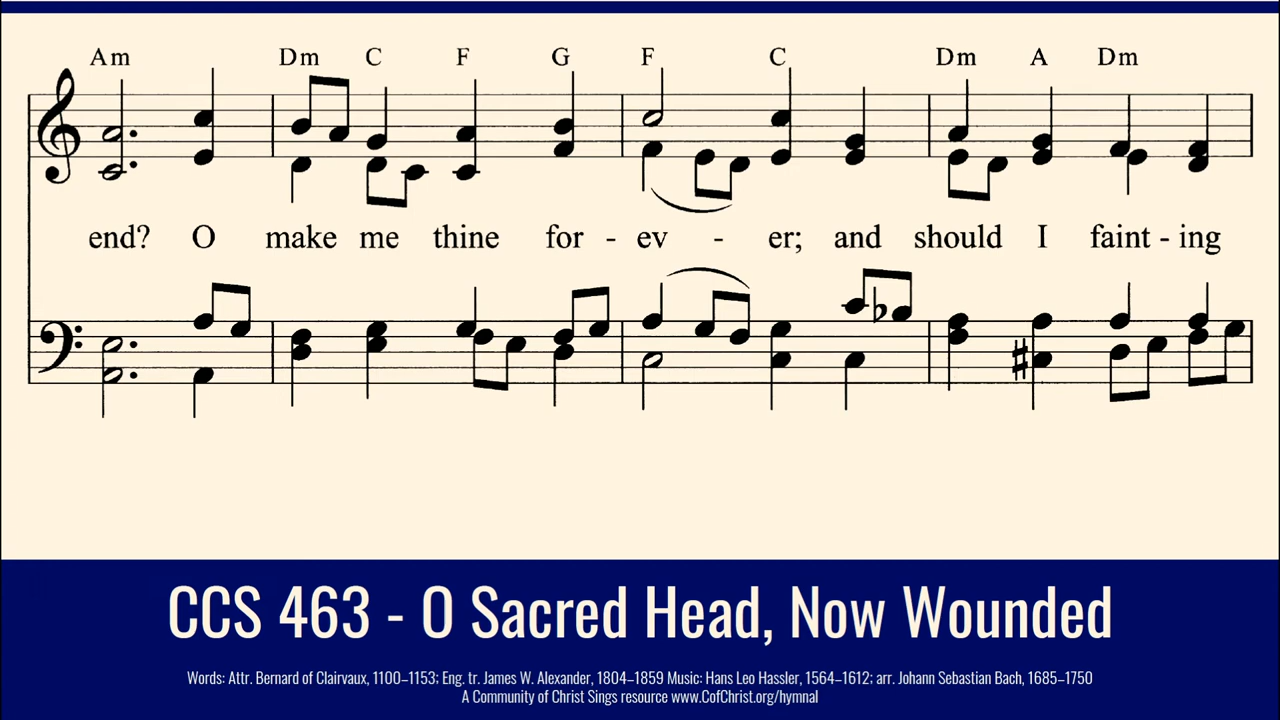 Am Dm C F G F C Dm A Dm
end? O make me thine for - ev - er; and should I faint - ing
CCS 463 - O Sacred Head, Now Wounded
Words: Attr. Bernard of Clairvaux, 1100–1153; Eng. tr. James W. Alexander, 1804–1859 Music: Hans Leo Hassler, 1564–1612; arr. Johann Sebastian Bach, 1685–1750
A Community of Christ Sings resource www.CofChrist.org/hymnal